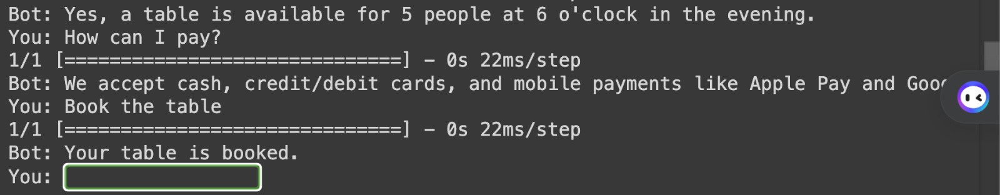 Bot: Yes, a table is available for 5 people at 6 o'clock in the evening.
You: How can I pay?
1/1 [==============================] - 0s 22ms/step
Bot: We accept cash, credit/debit cards, and mobile payments like Apple Pay and
You: Book the table
1/1 [==============================] - 0s 22ms/step
Bot: Your table is booked.
You: